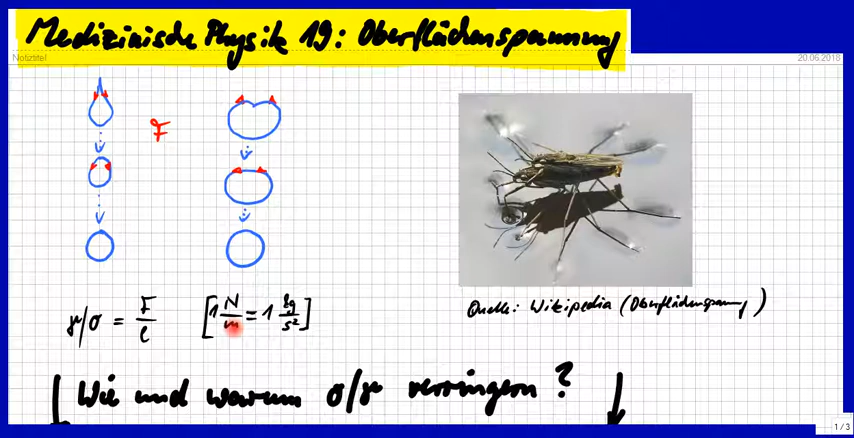 Medizinische Physik 19: Oberflächenspannung
Notiztitel
20.06.2018
F
γ/σ = F/l [1 N/m = 1 kg/s²]
Quelle: Wikipedia (Oberflächenspannung)
↓ Wie und warum σ/γ verringern? ↓
1 / 3